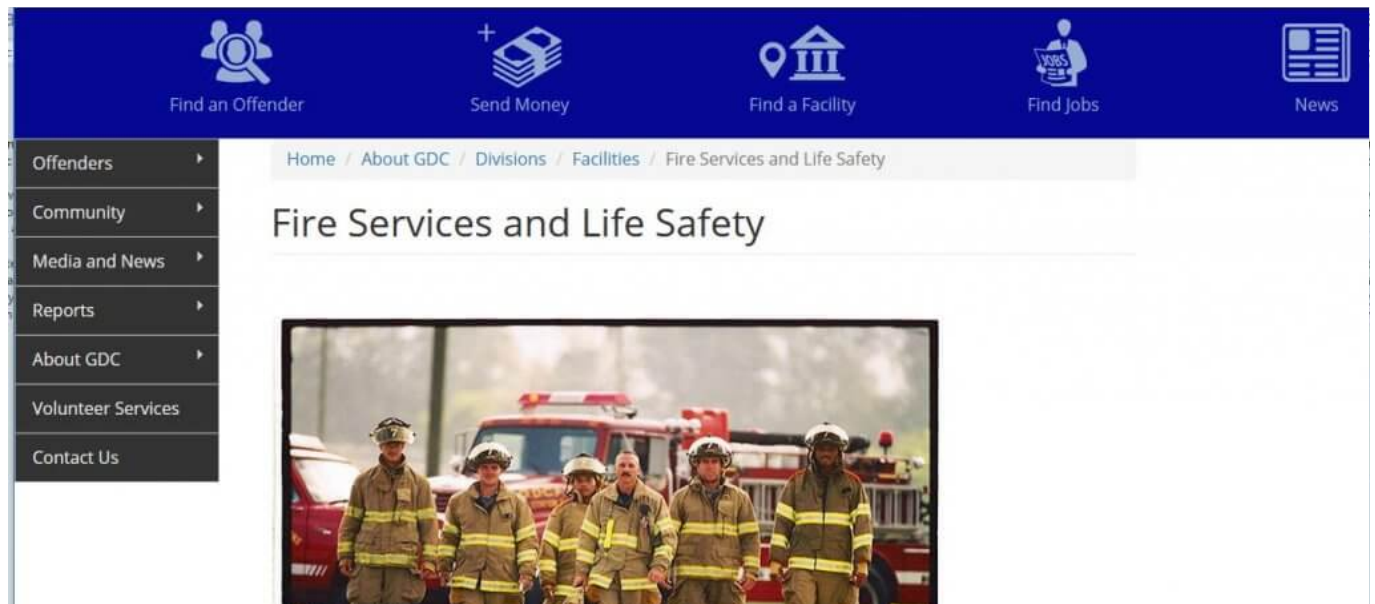 Find an Offender
Send Money
Find a Facility
JOBS
Find Jobs
News
Offenders
Community
Media and News
Reports
About GDC
Volunteer Services
Contact Us
Home / About GDC / Divisions / Facilities / Fire Services and Life Safety
Fire Services and Life Safety